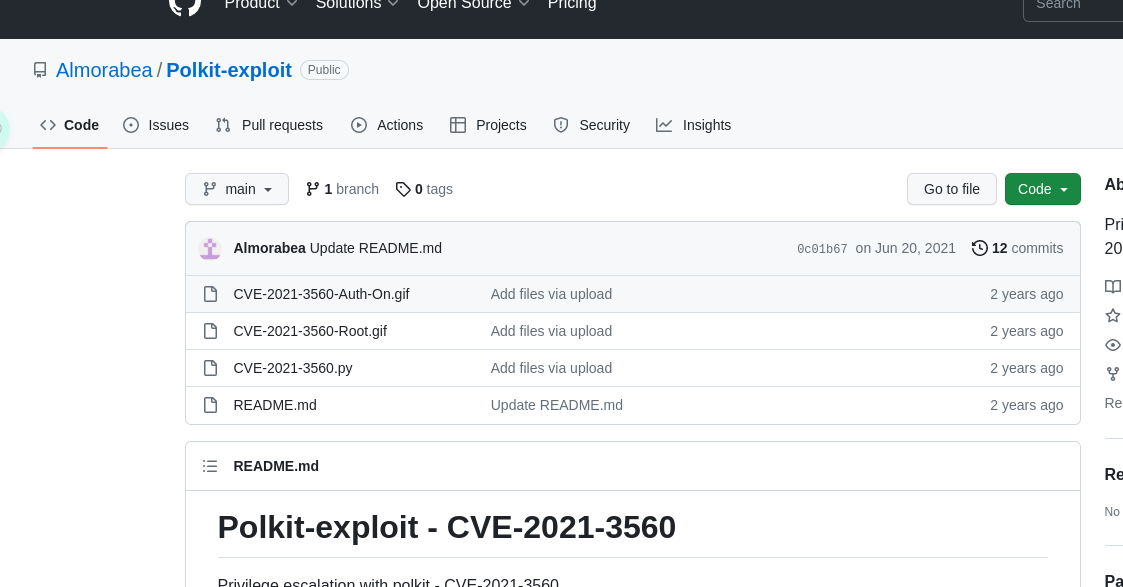 Product Solutions Open Source Pricing Search
Almorabea / Polkit-exploit Public
Code Issues Pull requests Actions Projects Security Insights
main 1 branch 0 tags Go to file Code
Almorabea Update README.md 0c01b67 on Jun 20, 2021 12 commits
CVE-2021-3560-Auth-On.gif Add files via upload 2 years ago
CVE-2021-3560-Root.gif Add files via upload 2 years ago
CVE-2021-3560.py Add files via upload 2 years ago
README.md Update README.md 2 years ago
README.md
Polkit-exploit - CVE-2021-3560
Privilege escalation with polkit - CVE-2021-3560
Ab
Pri
20
Re
Re
No
Pa